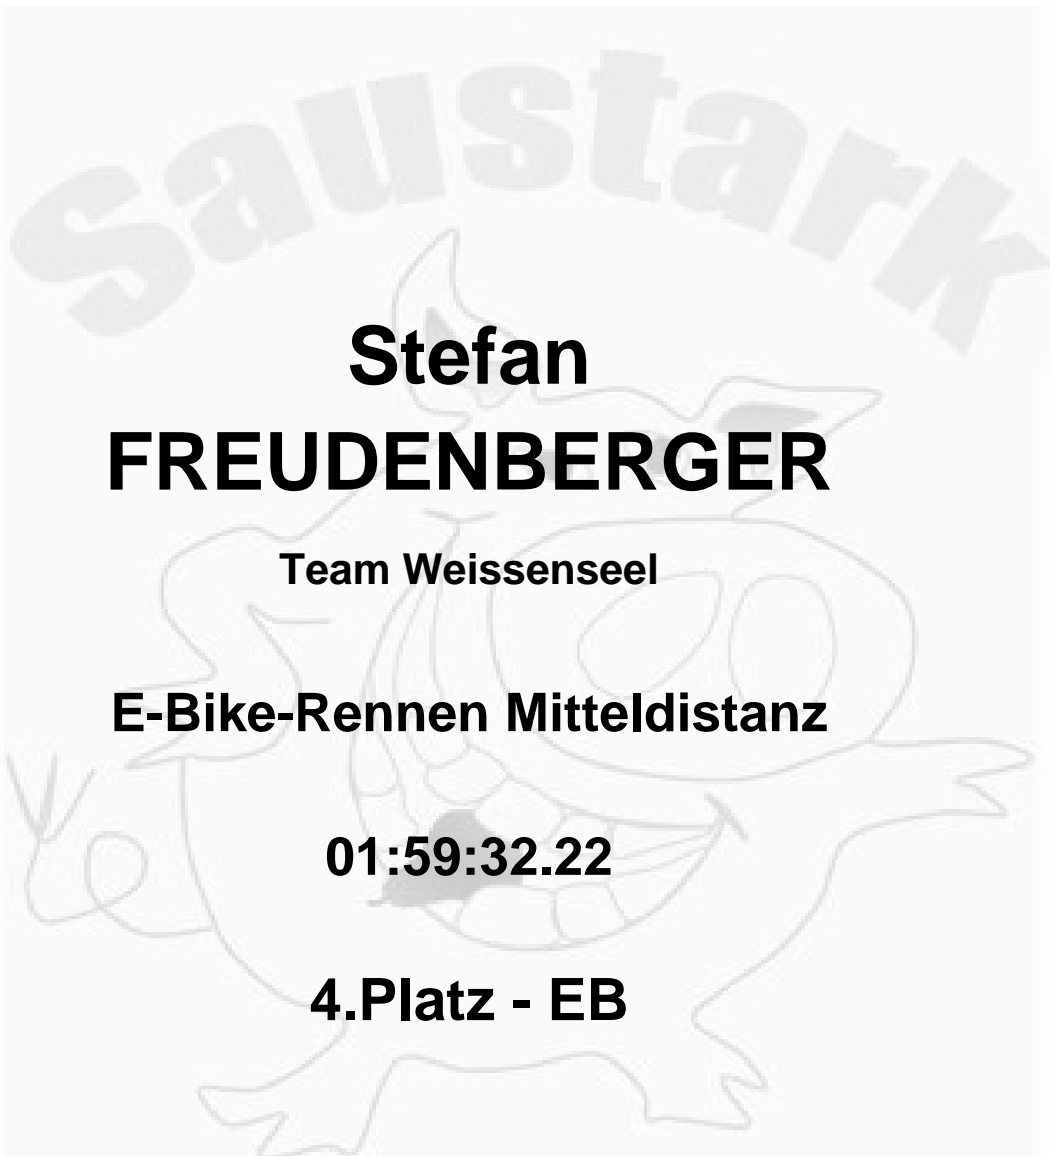 Saustark
Stefan
FREUDENBERGER
Team Weissenseel
E-Bike-Rennen Mitteldistanz
01:59:32.22
4.Platz - EB